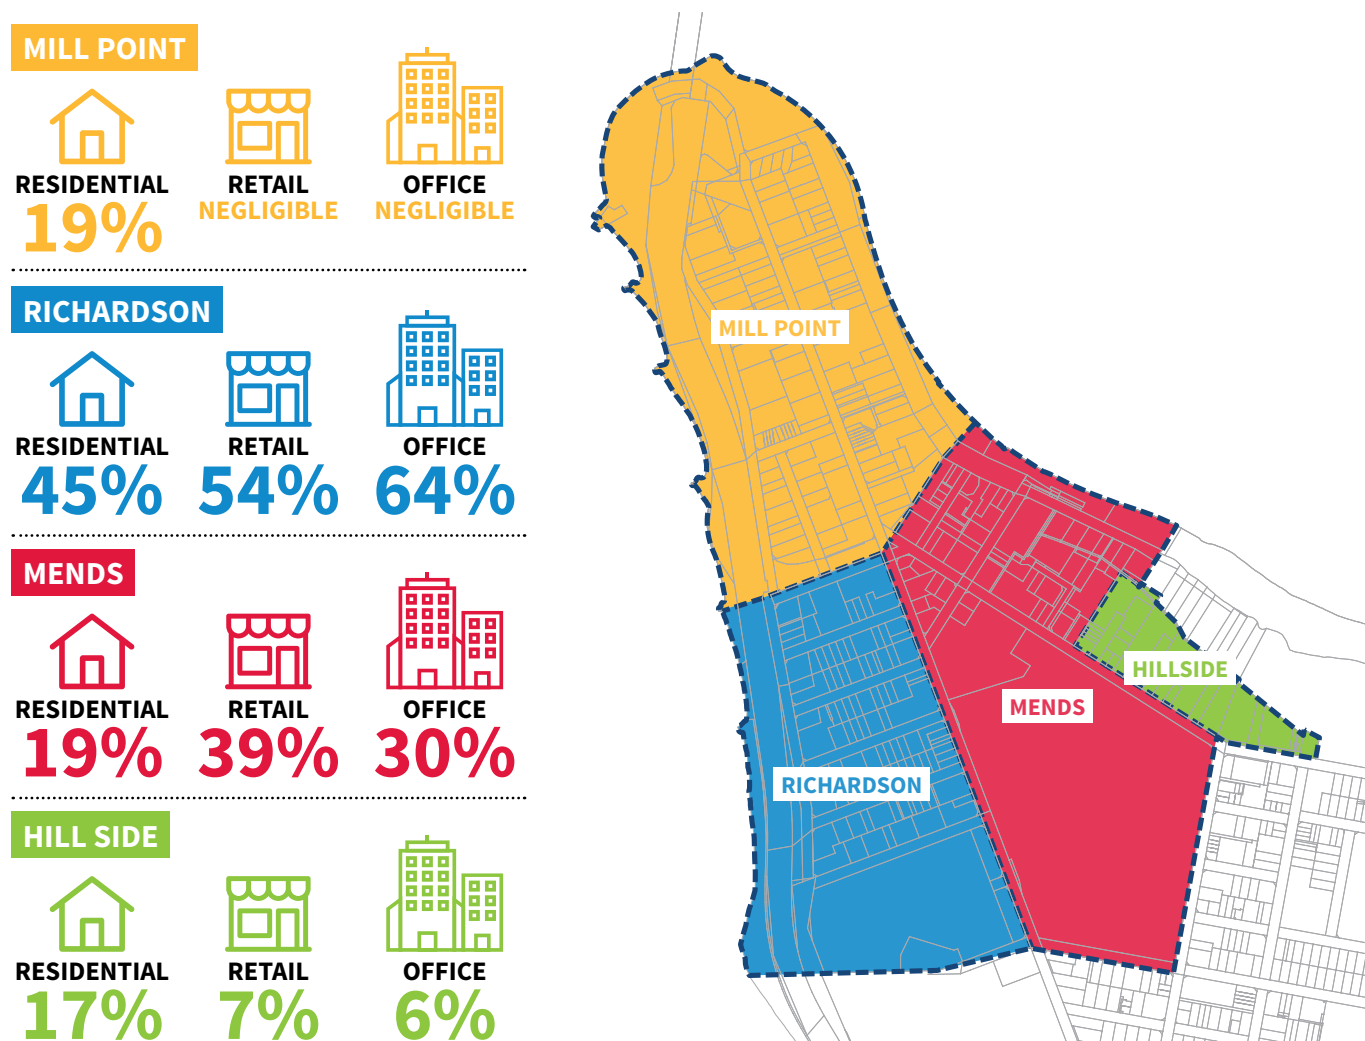 MILL POINT
RESIDENTIAL
19%
RETAIL
NEGLIGIBLE
OFFICE
NEGLIGIBLE
RICHARDSON
RESIDENTIAL
45%
RETAIL
54%
OFFICE
64%
MENDS
RESIDENTIAL
19%
RETAIL
39%
OFFICE
30%
HILL SIDE
RESIDENTIAL
17%
RETAIL
7%
OFFICE
6%
MILL POINT
HILLSIDE
MENDS
RICHARDSON